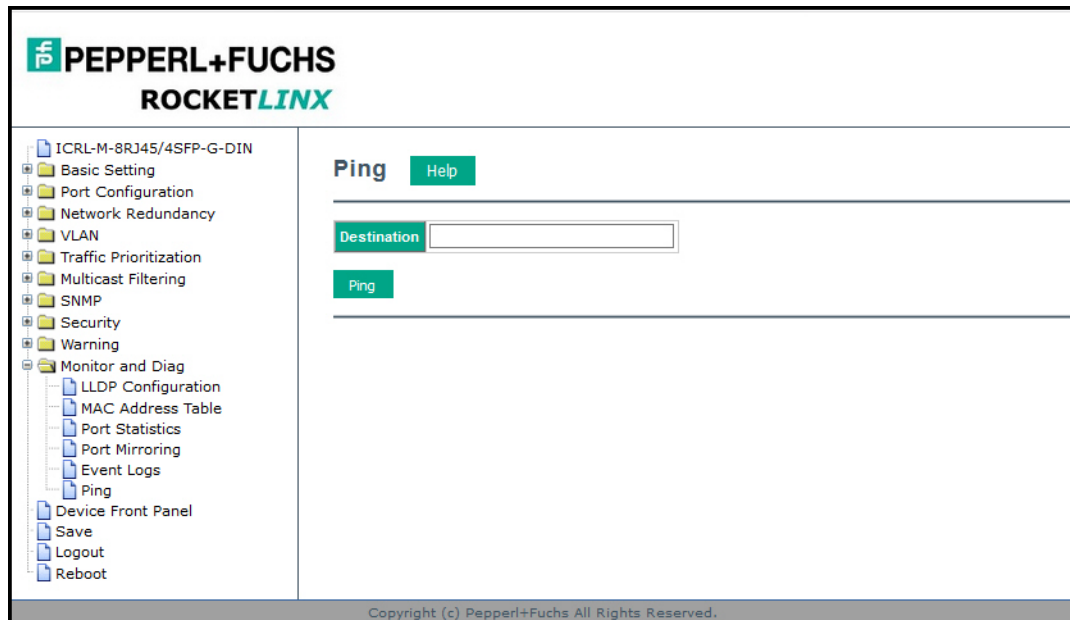 PEPPERL+FUCHS
ROCKETLINX
ICRL-M-8RJ45/4SFP-G-DIN
Basic Setting
Port Configuration
Network Redundancy
VLAN
Traffic Prioritization
Multicast Filtering
SNMP
Security
Warning
Monitor and Diag
LLDP Configuration
MAC Address Table
Port Statistics
Port Mirroring
Event Logs
Ping
Device Front Panel
Save
Logout
Reboot
Ping Help
Destination
Ping
Copyright (c) Pepperl+Fuchs All Rights Reserved.